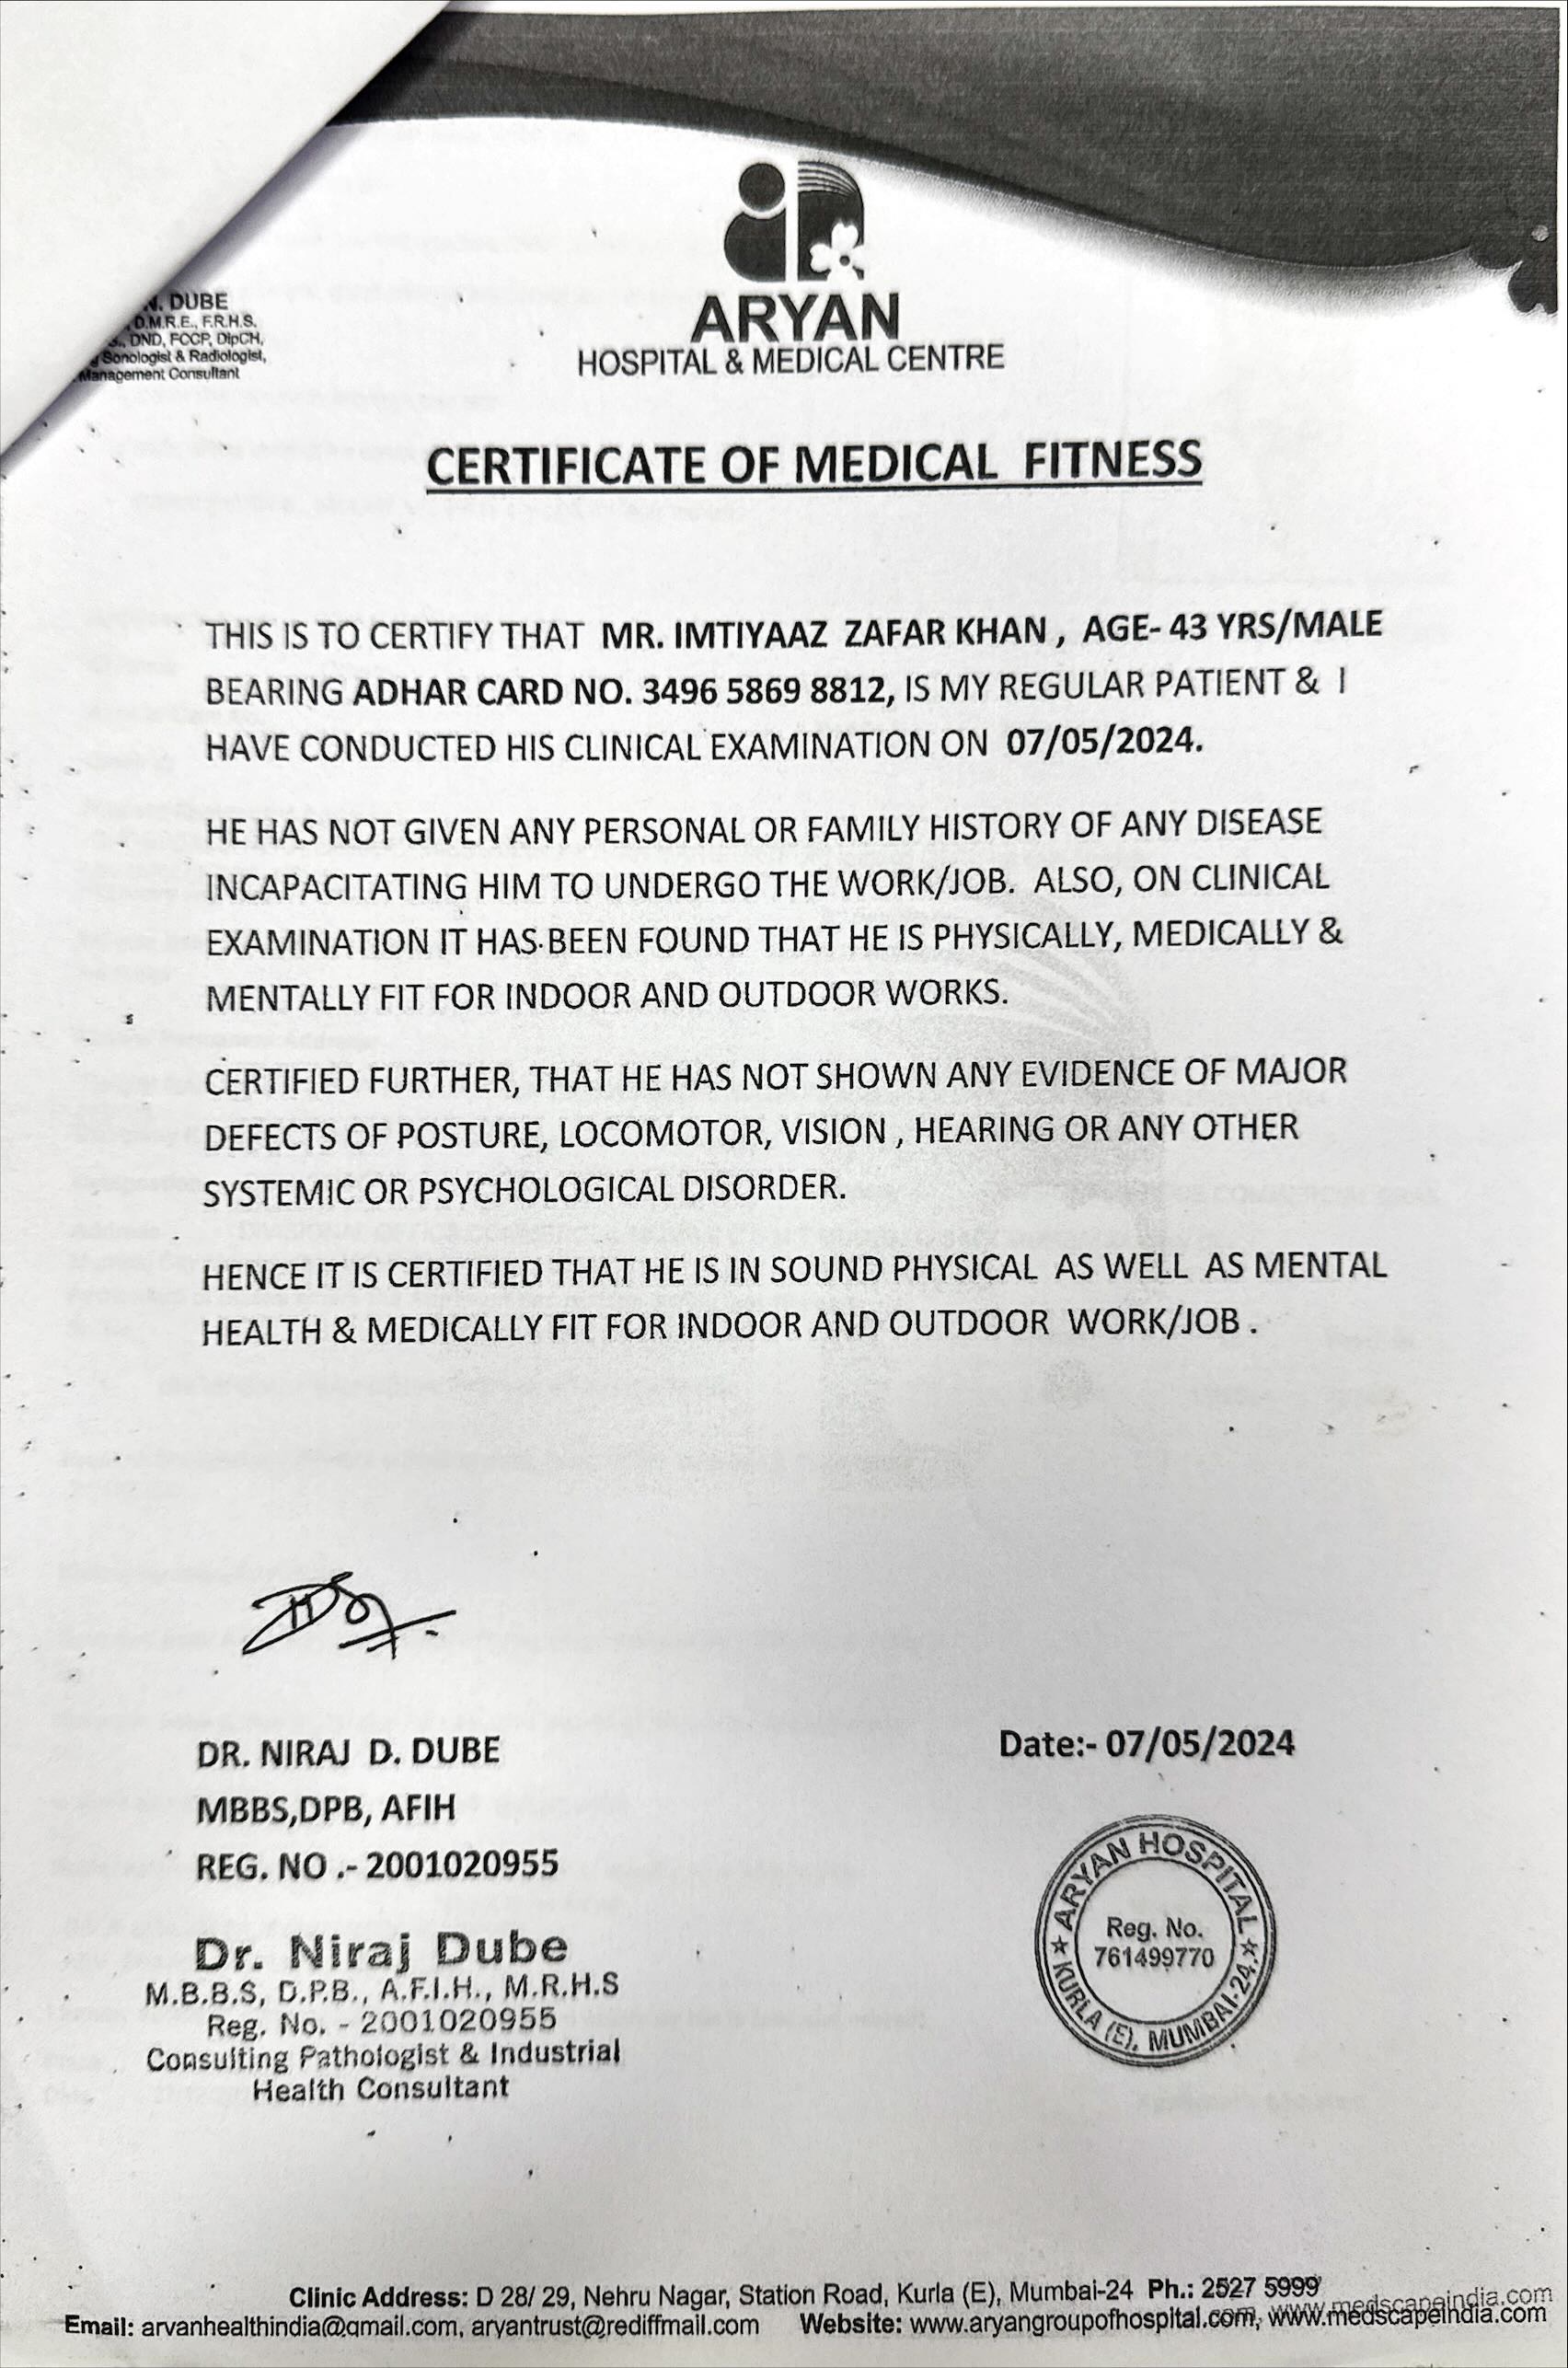 N. DUBE
D.M.R.E., F.R.H.S.
DND, FCCP, DipCH,
Sonologist & Radiologist,
Management Consultant
ARYAN
HOSPITAL & MEDICAL CENTRE
CERTIFICATE OF MEDICAL FITNESS
THIS IS TO CERTIFY THAT MR. IMTIYAAZ ZAFAR KHAN , AGE- 43 YRS/MALE
BEARING ADHAR CARD NO. 3496 5869 8812, IS MY REGULAR PATIENT & I
HAVE CONDUCTED HIS CLINICAL EXAMINATION ON 07/05/2024.
HE HAS NOT GIVEN ANY PERSONAL OR FAMILY HISTORY OF ANY DISEASE
INCAPACITATING HIM TO UNDERGO THE WORK/JOB. ALSO, ON CLINICAL
EXAMINATION IT HAS BEEN FOUND THAT HE IS PHYSICALLY, MEDICALLY &
MENTALLY FIT FOR INDOOR AND OUTDOOR WORKS.
CERTIFIED FURTHER, THAT HE HAS NOT SHOWN ANY EVIDENCE OF MAJOR
DEFECTS OF POSTURE, LOCOMOTOR, VISION , HEARING OR ANY OTHER
SYSTEMIC OR PSYCHOLOGICAL DISORDER.
HENCE IT IS CERTIFIED THAT HE IS IN SOUND PHYSICAL AS WELL AS MENTAL
HEALTH & MEDICALLY FIT FOR INDOOR AND OUTDOOR WORK/JOB .
DR. NIRAJ D. DUBE
MBBS,DPB, AFIH
REG. NO .- 2001020955
Dr. Niraj Dube
M.B.B.S, D.P.B., A.F.I.H., M.R.H.S
Reg. No. - 2001020955
Consulting Pathologist & Industrial
Health Consultant
Date:- 07/05/2024
ARYAN HOSPITAL
Reg. No.
761499770
KURLA (E), MUMBAI-24.
Clinic Address: D 28/ 29, Nehru Nagar, Station Road, Kurla (E), Mumbai-24 Ph.: 2527 5999
Email: arvanhealthindia@gmail.com, aryantrust@rediffmail.com Website: www.aryangroupofhospital.com, www.medscapeindia.com
www.medscapeindia.com